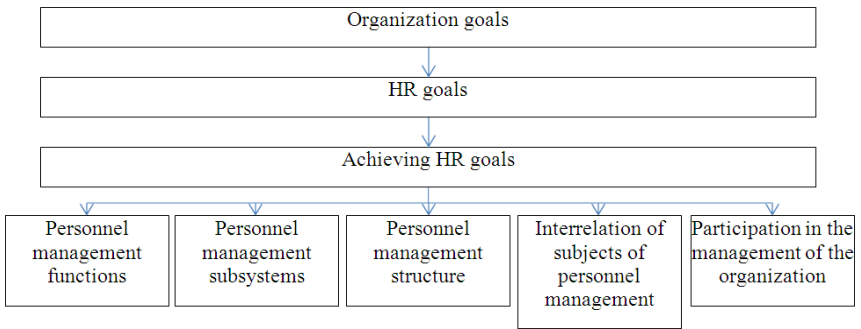 Organization goals
HR goals
Achieving HR goals
Personnel
management
functions
Personnel
management
subsystems
Personnel
management
structure
Interrelation of
subjects of
personnel
management
Participation in the
management of the
organization